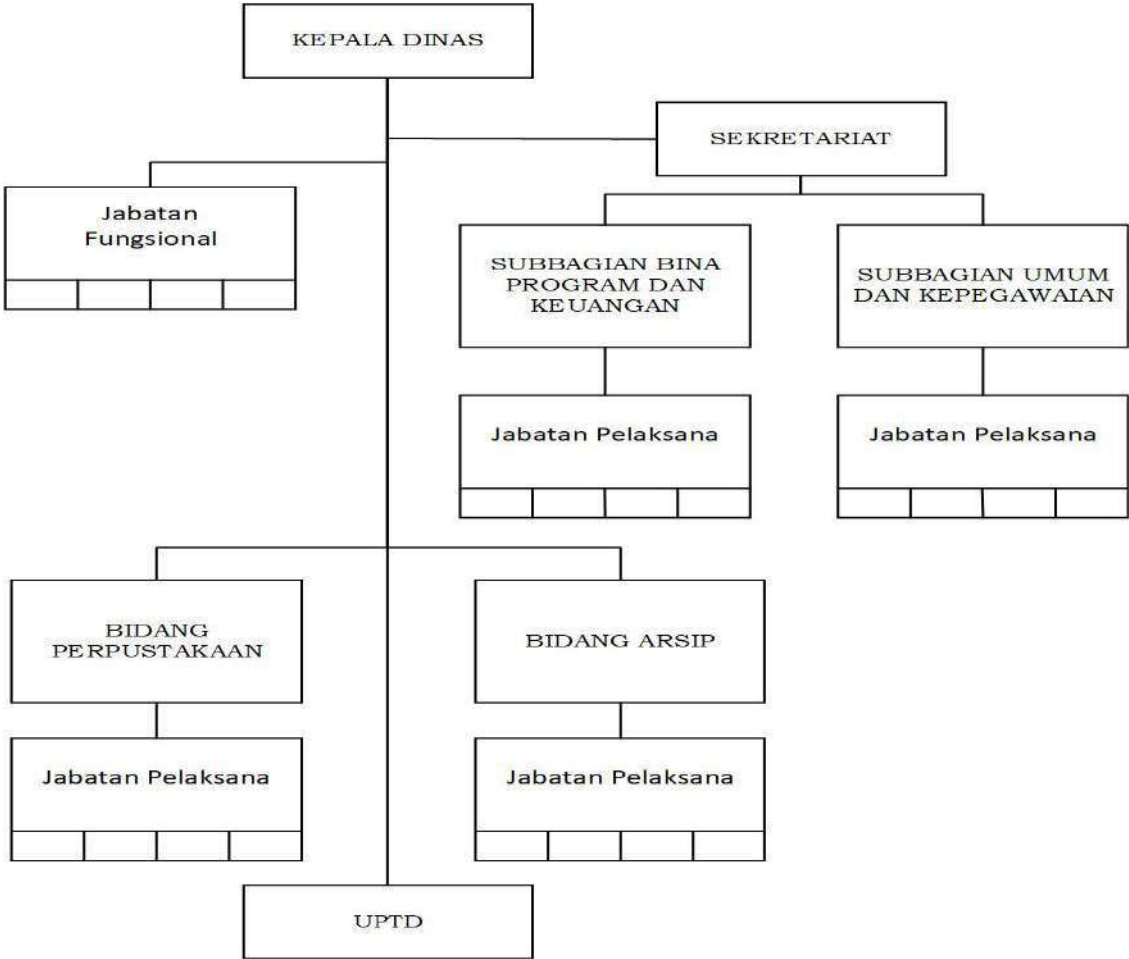 KEPALA DINAS
SEKRETARIAT
Jabatan
Fungsional
SUBBAGIAN BINA
PROGRAM DAN
KEUANGAN
SUBBAGIAN UMUM
DAN KEPEGAWAIAN
Jabatan Pelaksana
Jabatan Pelaksana
BIDANG
PERPUSTAKAAN
BIDANG ARSIP
Jabatan Pelaksana
Jabatan Pelaksana
UPTD